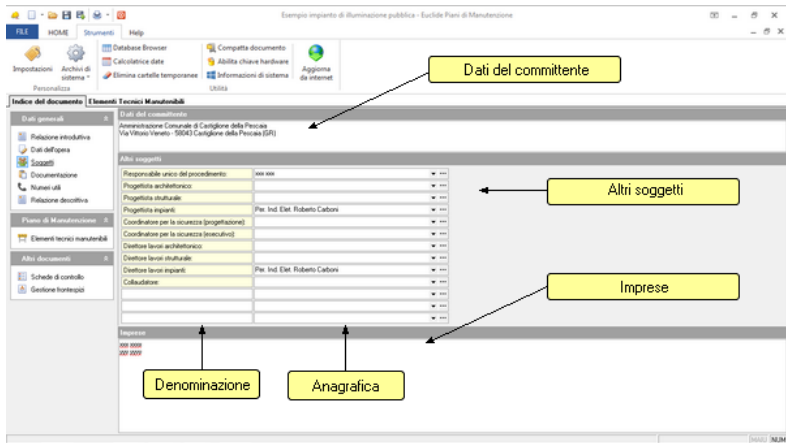 Esempio impianto di illuminazione pubblica - Euclide Piani di Manutenzione
FILE HOME Strumenti Help
Impostazioni
Archivi di sistema
Database Browser
Calcolatrice date
Elimina cartelle temporanee
Compatta documento
Abilita chiave hardware
Informazioni di sistema
Aggiorna da internet
Personalizza
Utilità
Indice del documento Elementi Tecnici Manutenibili
Dati generali
Relazione introduttiva
Dati dell'opera
Soggetti
Documentazione
Numeri utili
Relazione descrittiva
Piano di Manutenzione
Elementi tecnici manutenibili
Altri documenti
Schede di controllo
Gestione frontespizi
Dati del committente
Amministrazione Comunale di Castiglione della Pescaia
Via Vittorio Veneto - 58043 Castiglione della Pescaia (GR)
Altri soggetti
Responsabile unico del procedimento: xxx xxx
Progettista architettonico:
Progettista strutturale:
Progettista impianti: Per. Ind. Elet. Roberto Carboni
Coordinatore per la sicurezza (progettazione):
Coordinatore per la sicurezza (esecutivo):
Direttore lavori architettonico:
Direttore lavori strutturale:
Direttore lavori impianti: Per. Ind. Elet. Roberto Carboni
Collaudatore:
Imprese
xxx xxxx
xxx xxxx
Dati del committente
Altri soggetti
Imprese
Denominazione
Anagrafica
MAIU NUM